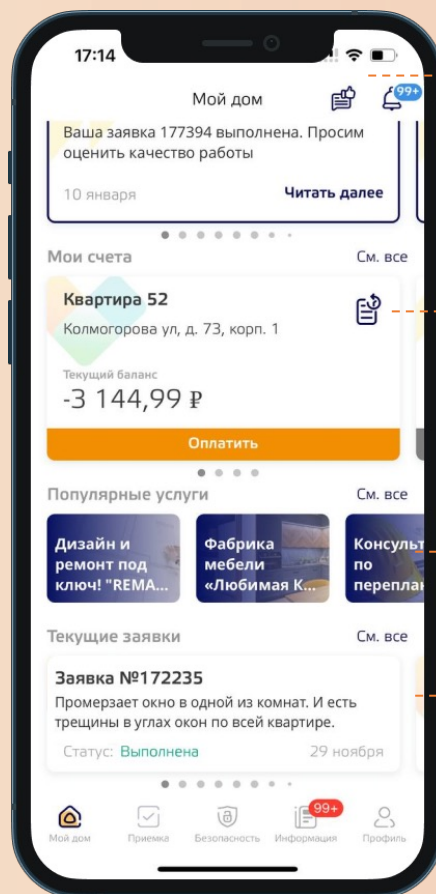 17:14
Мой дом
99+
Ваша заявка 177394 выполнена. Просим
оценить качество работы
10 января
Читать далее
Мои счета
См. все
Квартира 52
Колмогорова ул, д. 73, корп. 1
Текущий баланс
-3 144,99 ₽
Оплатить
Популярные услуги
См. все
Дизайн и
ремонт под
ключ! "REMA...
Фабрика
мебели
«Любимая К...
Консульт
по
переплан
Текущие заявки
См. все
Заявка №172235
Промерзает окно в одной из комнат. И есть
трещины в углах окон по всей квартире.
Статус: Выполнена
29 ноября
99+
Мой дом
Приемка
Безопасность
Информация
Профиль